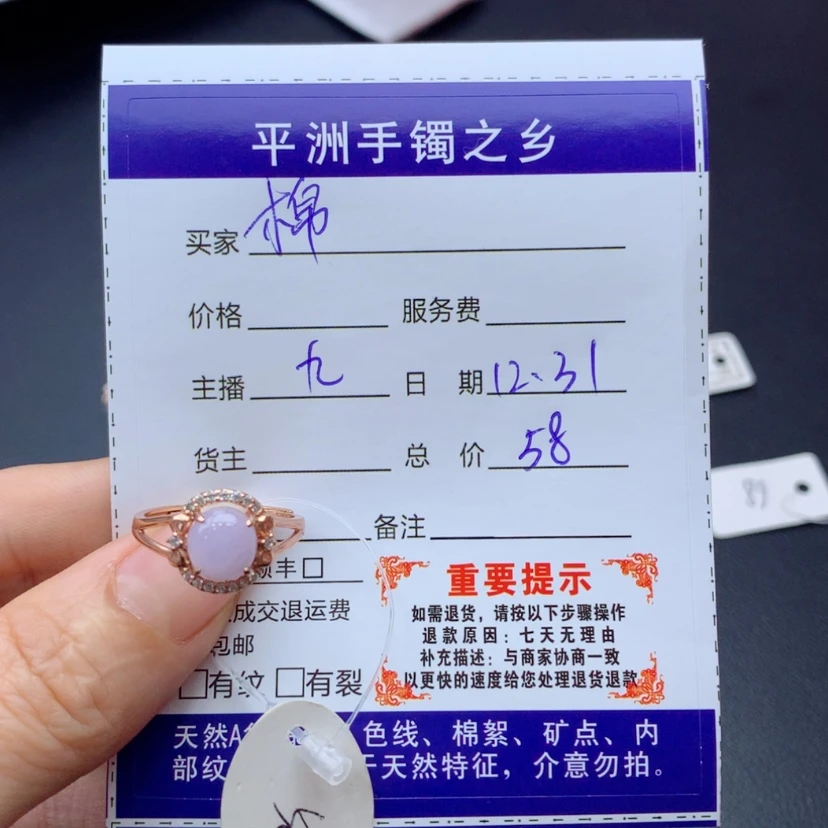 平洲手镯之乡
买家 棉
价格 服务费
主播 九 日期 12.31
货主 总价 58
备注
顺丰□
成交退运费
包邮
□有纹 □有裂
重要提示
如需退货，请按以下步骤操作
退款原因：七天无理由
补充描述：与商家协商一致
以更快的速度给您处理退货退款
天然A 色线、棉絮、矿点、内
部纹 于天然特征，介意勿拍。